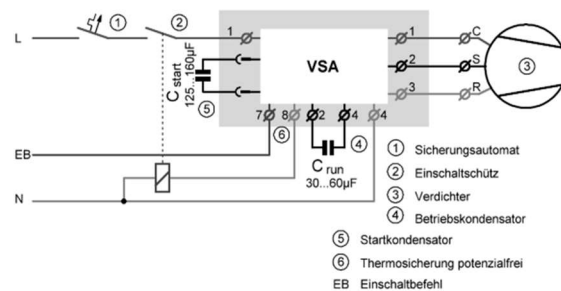 L
①
②
1
VSA
1
C
C start
125...160µF
2
S
③
⑤
3
R
7
⑥
8
2
4
4
EB
④
C run
30...60µF
N
① Sicherungsautomat
② Einschaltschütz
③ Verdichter
④ Betriebskondensator
⑤ Startkondensator
⑥ Thermosicherung potenzialfrei
EB Einschaltbefehl